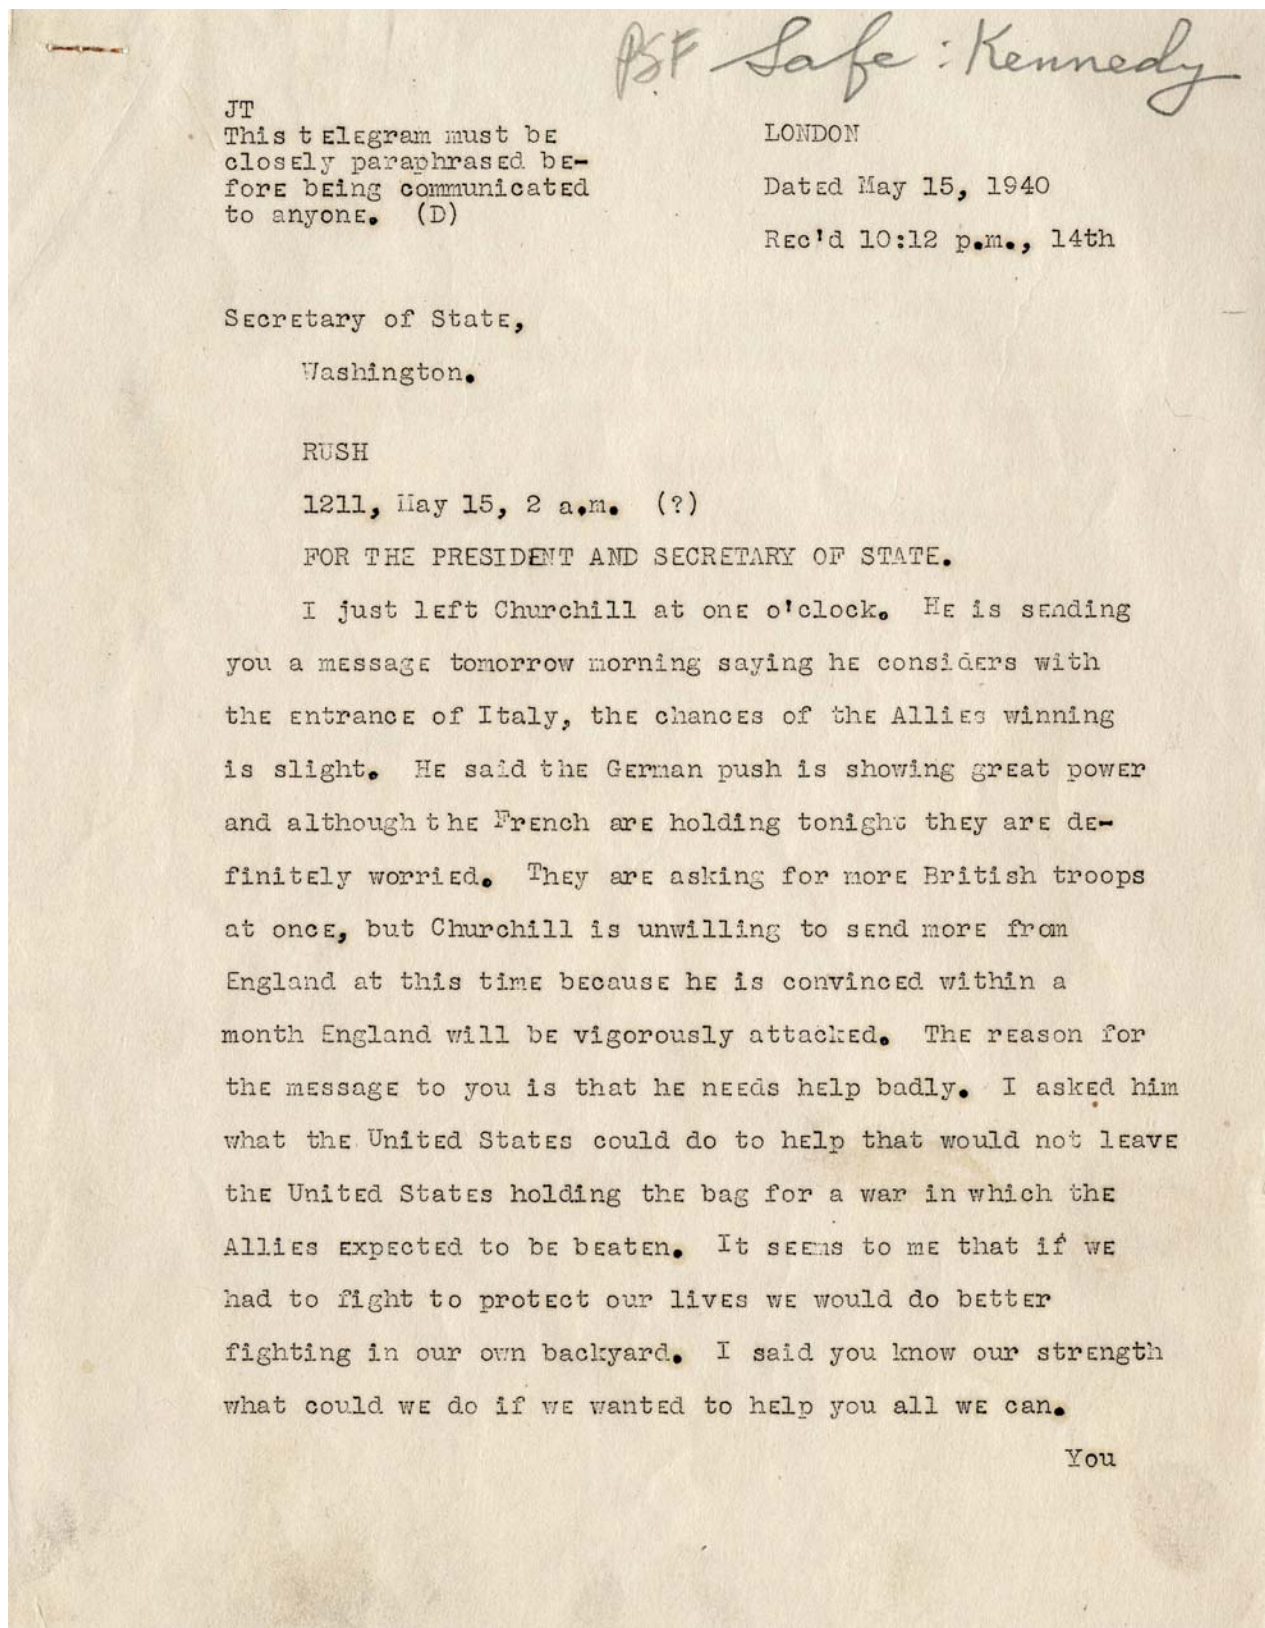 PSF Safe: Kennedy
JT
This telegram must be
closely paraphrased be-
fore being communicated
to anyone. (D)
LONDON
Dated May 15, 1940
Rec'd 10:12 p.m., 14th
Secretary of State,
Washington.
RUSH
1211, May 15, 2 a.m. (?)
FOR THE PRESIDENT AND SECRETARY OF STATE.
I just left Churchill at one o'clock. He is sending
you a message tomorrow morning saying he considers with
the entrance of Italy, the chances of the Allies winning
is slight. He said the German push is showing great power
and although the French are holding tonight they are de-
finitely worried. They are asking for more British troops
at once, but Churchill is unwilling to send more from
England at this time because he is convinced within a
month England will be vigorously attacked. The reason for
the message to you is that he needs help badly. I asked him
what the United States could do to help that would not leave
the United States holding the bag for a war in which the
Allies expected to be beaten. It seems to me that if we
had to fight to protect our lives we would do better
fighting in our own backyard. I said you know our strength
what could we do if we wanted to help you all we can.
You